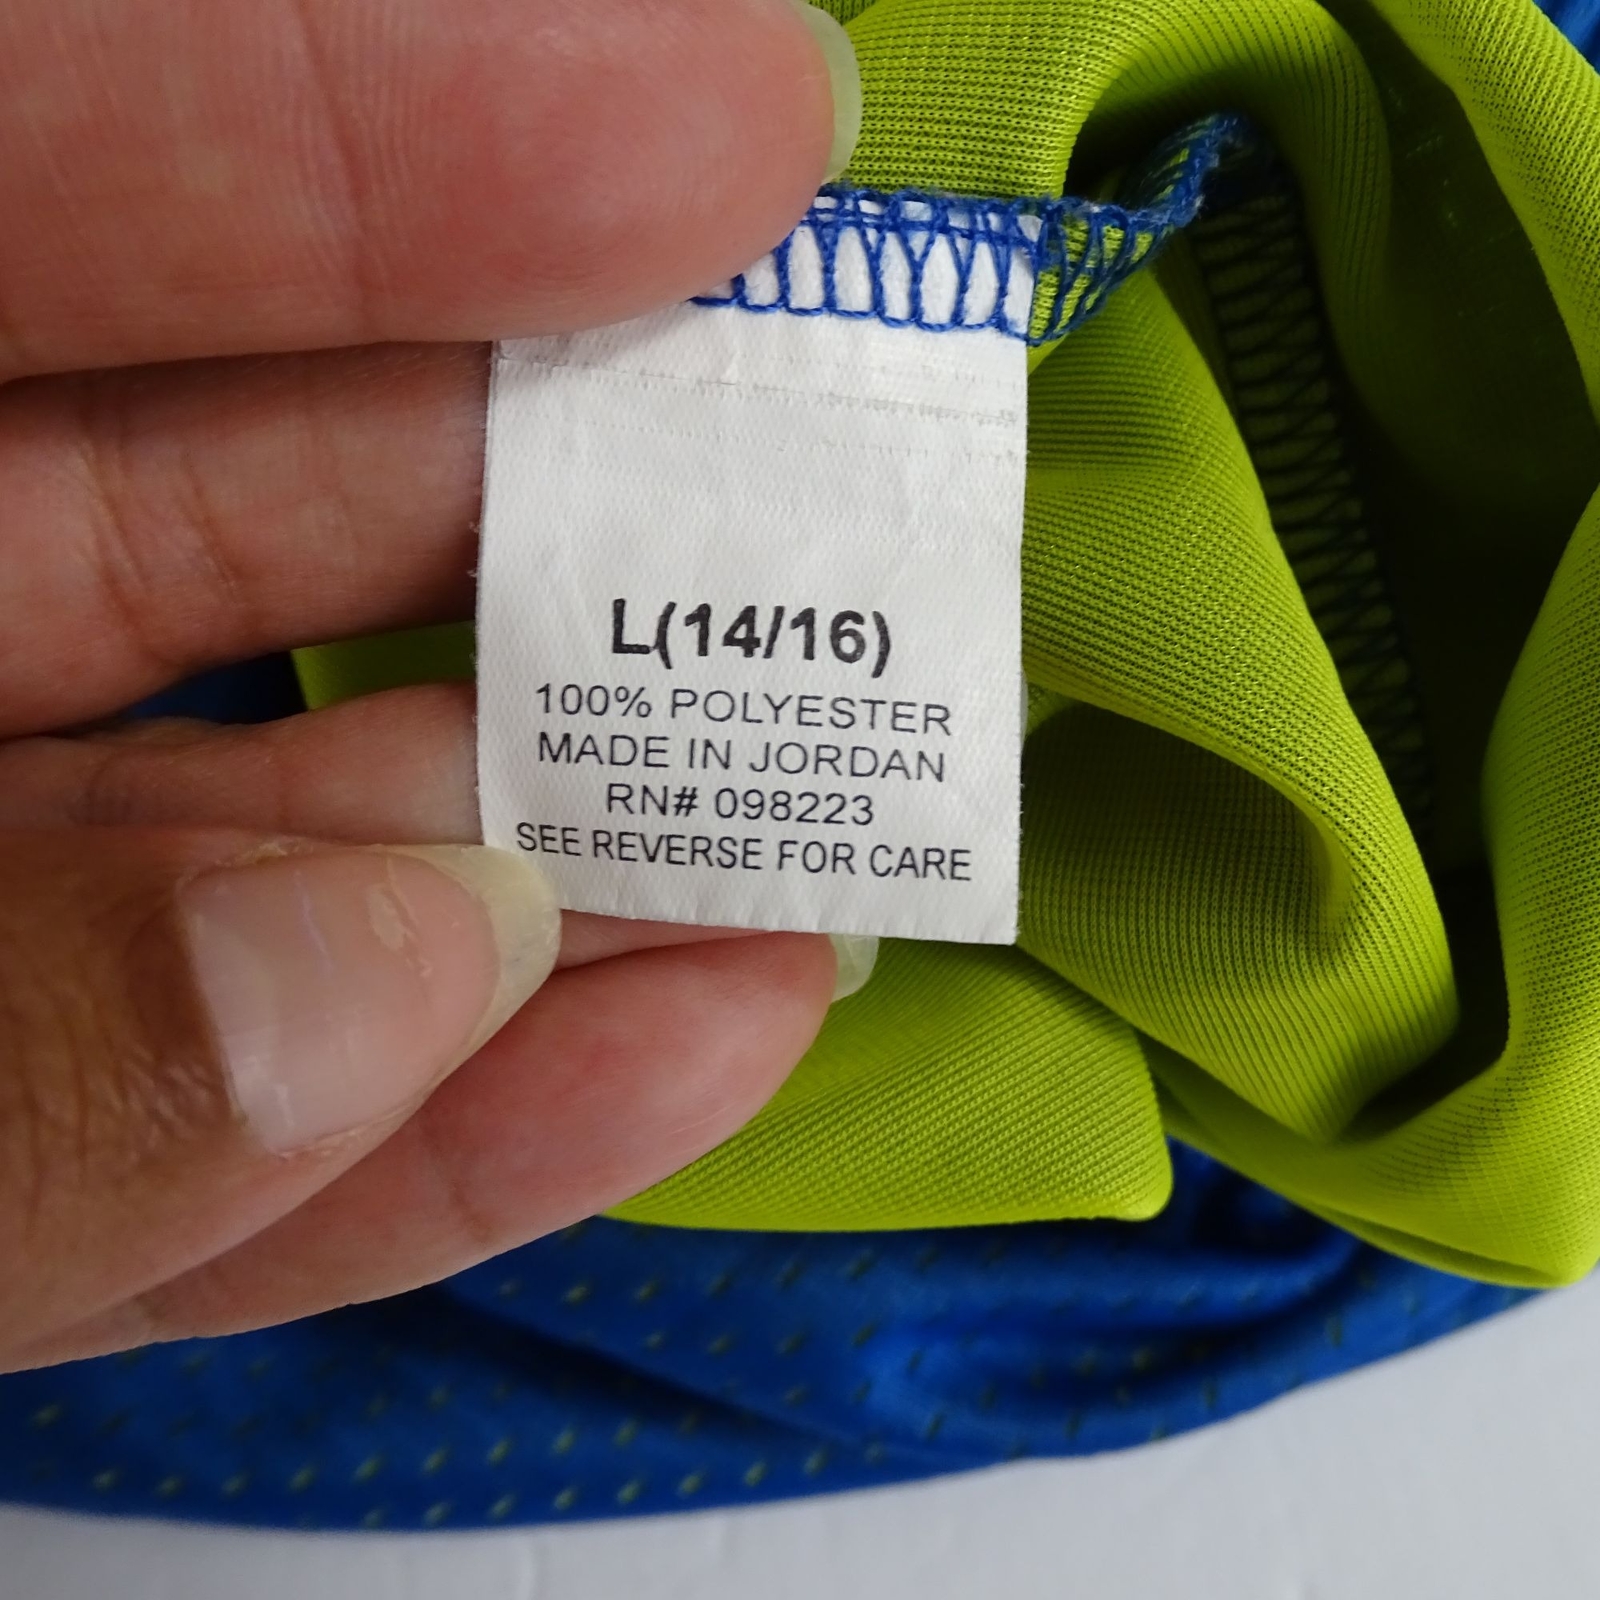 L(14/16)
100% POLYESTER
MADE IN JORDAN
RN# 098223
SEE REVERSE FOR CARE